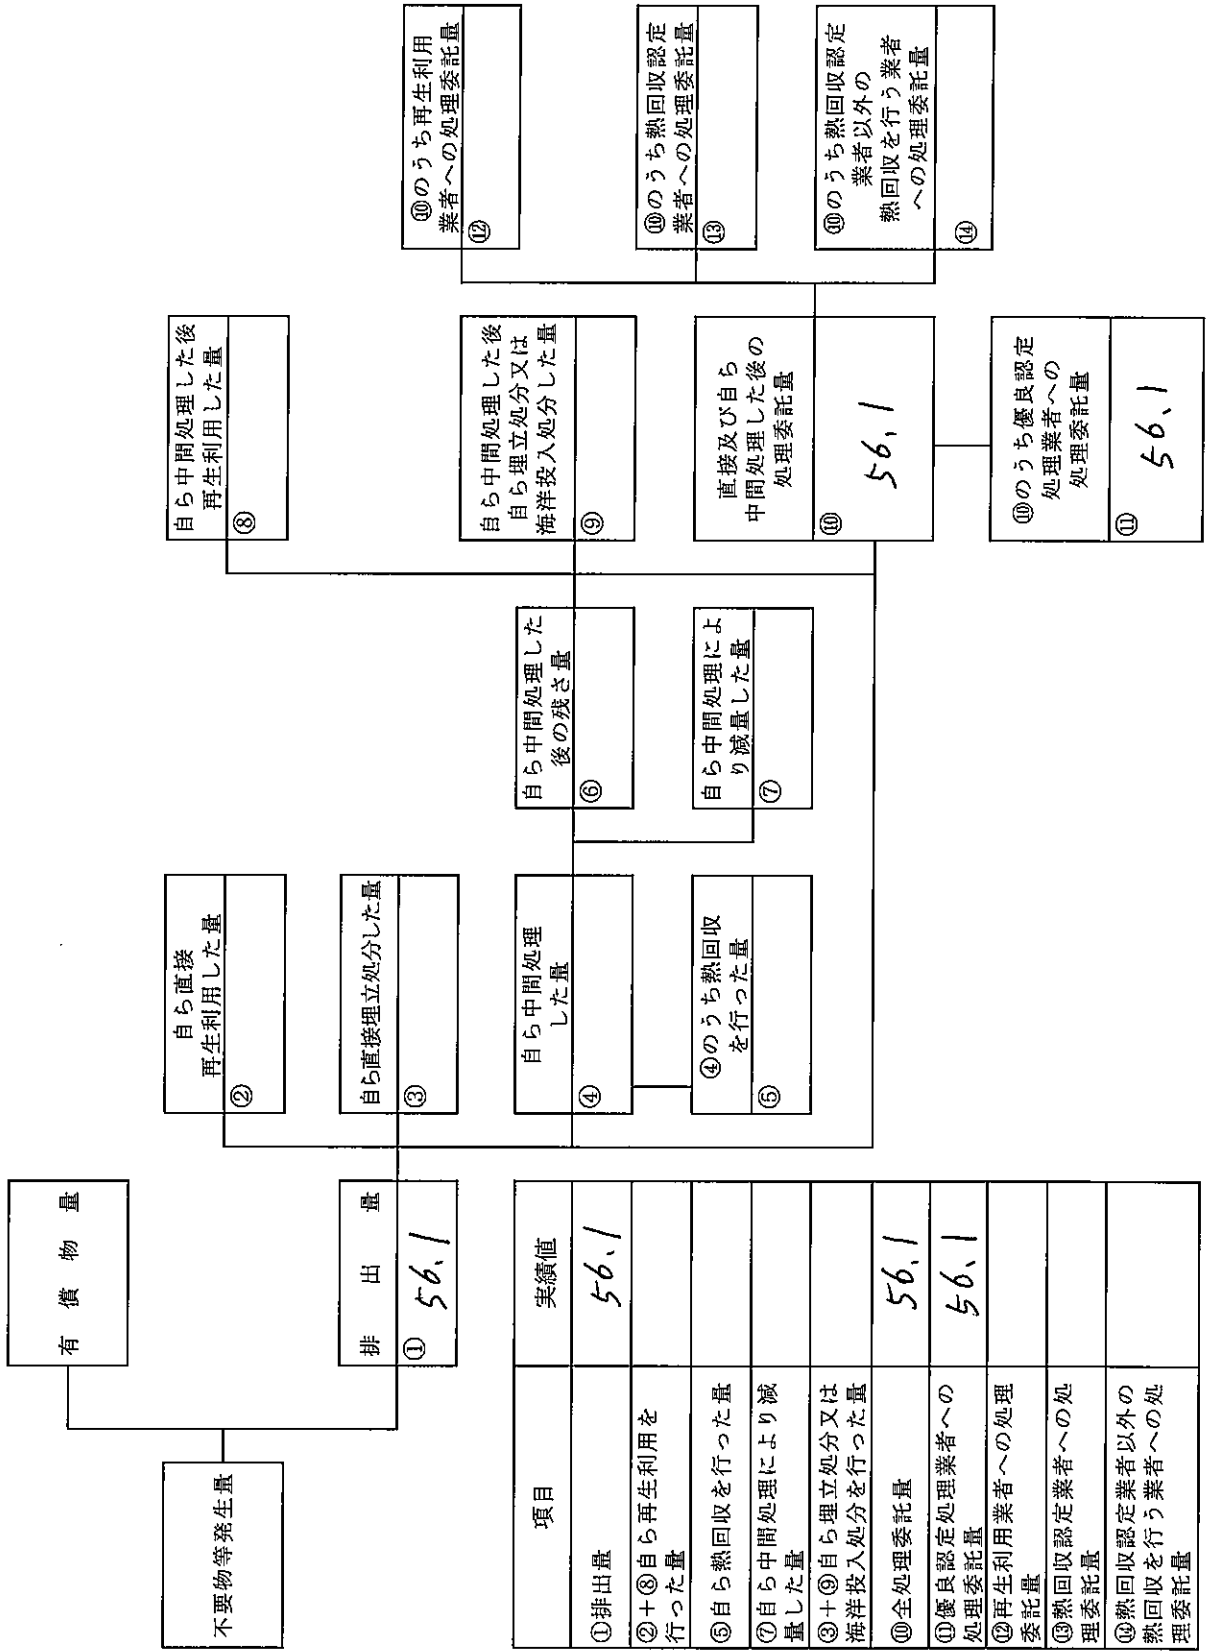 不要物等発生量
有 償 物 量
排 出 量
① 56.1
自ら直接
再生利用した量
②
自ら直接埋立処分した量
③
自ら中間処理
した量
④
④のうち熱回収
を行った量
⑤
自ら中間処理した
後の残さ量
⑥
自ら中間処理によ
り減量した量
⑦
自ら中間処理した後
再生利用した量
⑧
自ら中間処理した後
自ら埋立処分又は
海洋投入処分した量
⑨
直接及び自ら
中間処理した後の
処理委託量
⑩ 56.1
⑩のうち優良認定
処理業者への
処理委託量
⑪ 56.1
⑩のうち再生利用
業者への処理委託量
⑫
⑩のうち熱回収認定
業者への処理委託量
⑬
⑩のうち熱回収認定
業者以外の
熱回収を行う業者
への処理委託量
⑭
項目 実績値
①排出量 56.1
②+⑧自ら再生利用を
行った量
⑤自ら熱回収を行った量
⑦自ら中間処理により減
量した量
③+⑨自ら埋立処分又は
海洋投入処分を行った量
⑩全処理委託量 56.1
⑪優良認定処理業者への
処理委託量 56.1
⑫再生利用業者への処理
委託量
⑬熱回収認定業者への処
理委託量
⑭熱回収認定業者以外の
熱回収を行う業者への処
理委託量